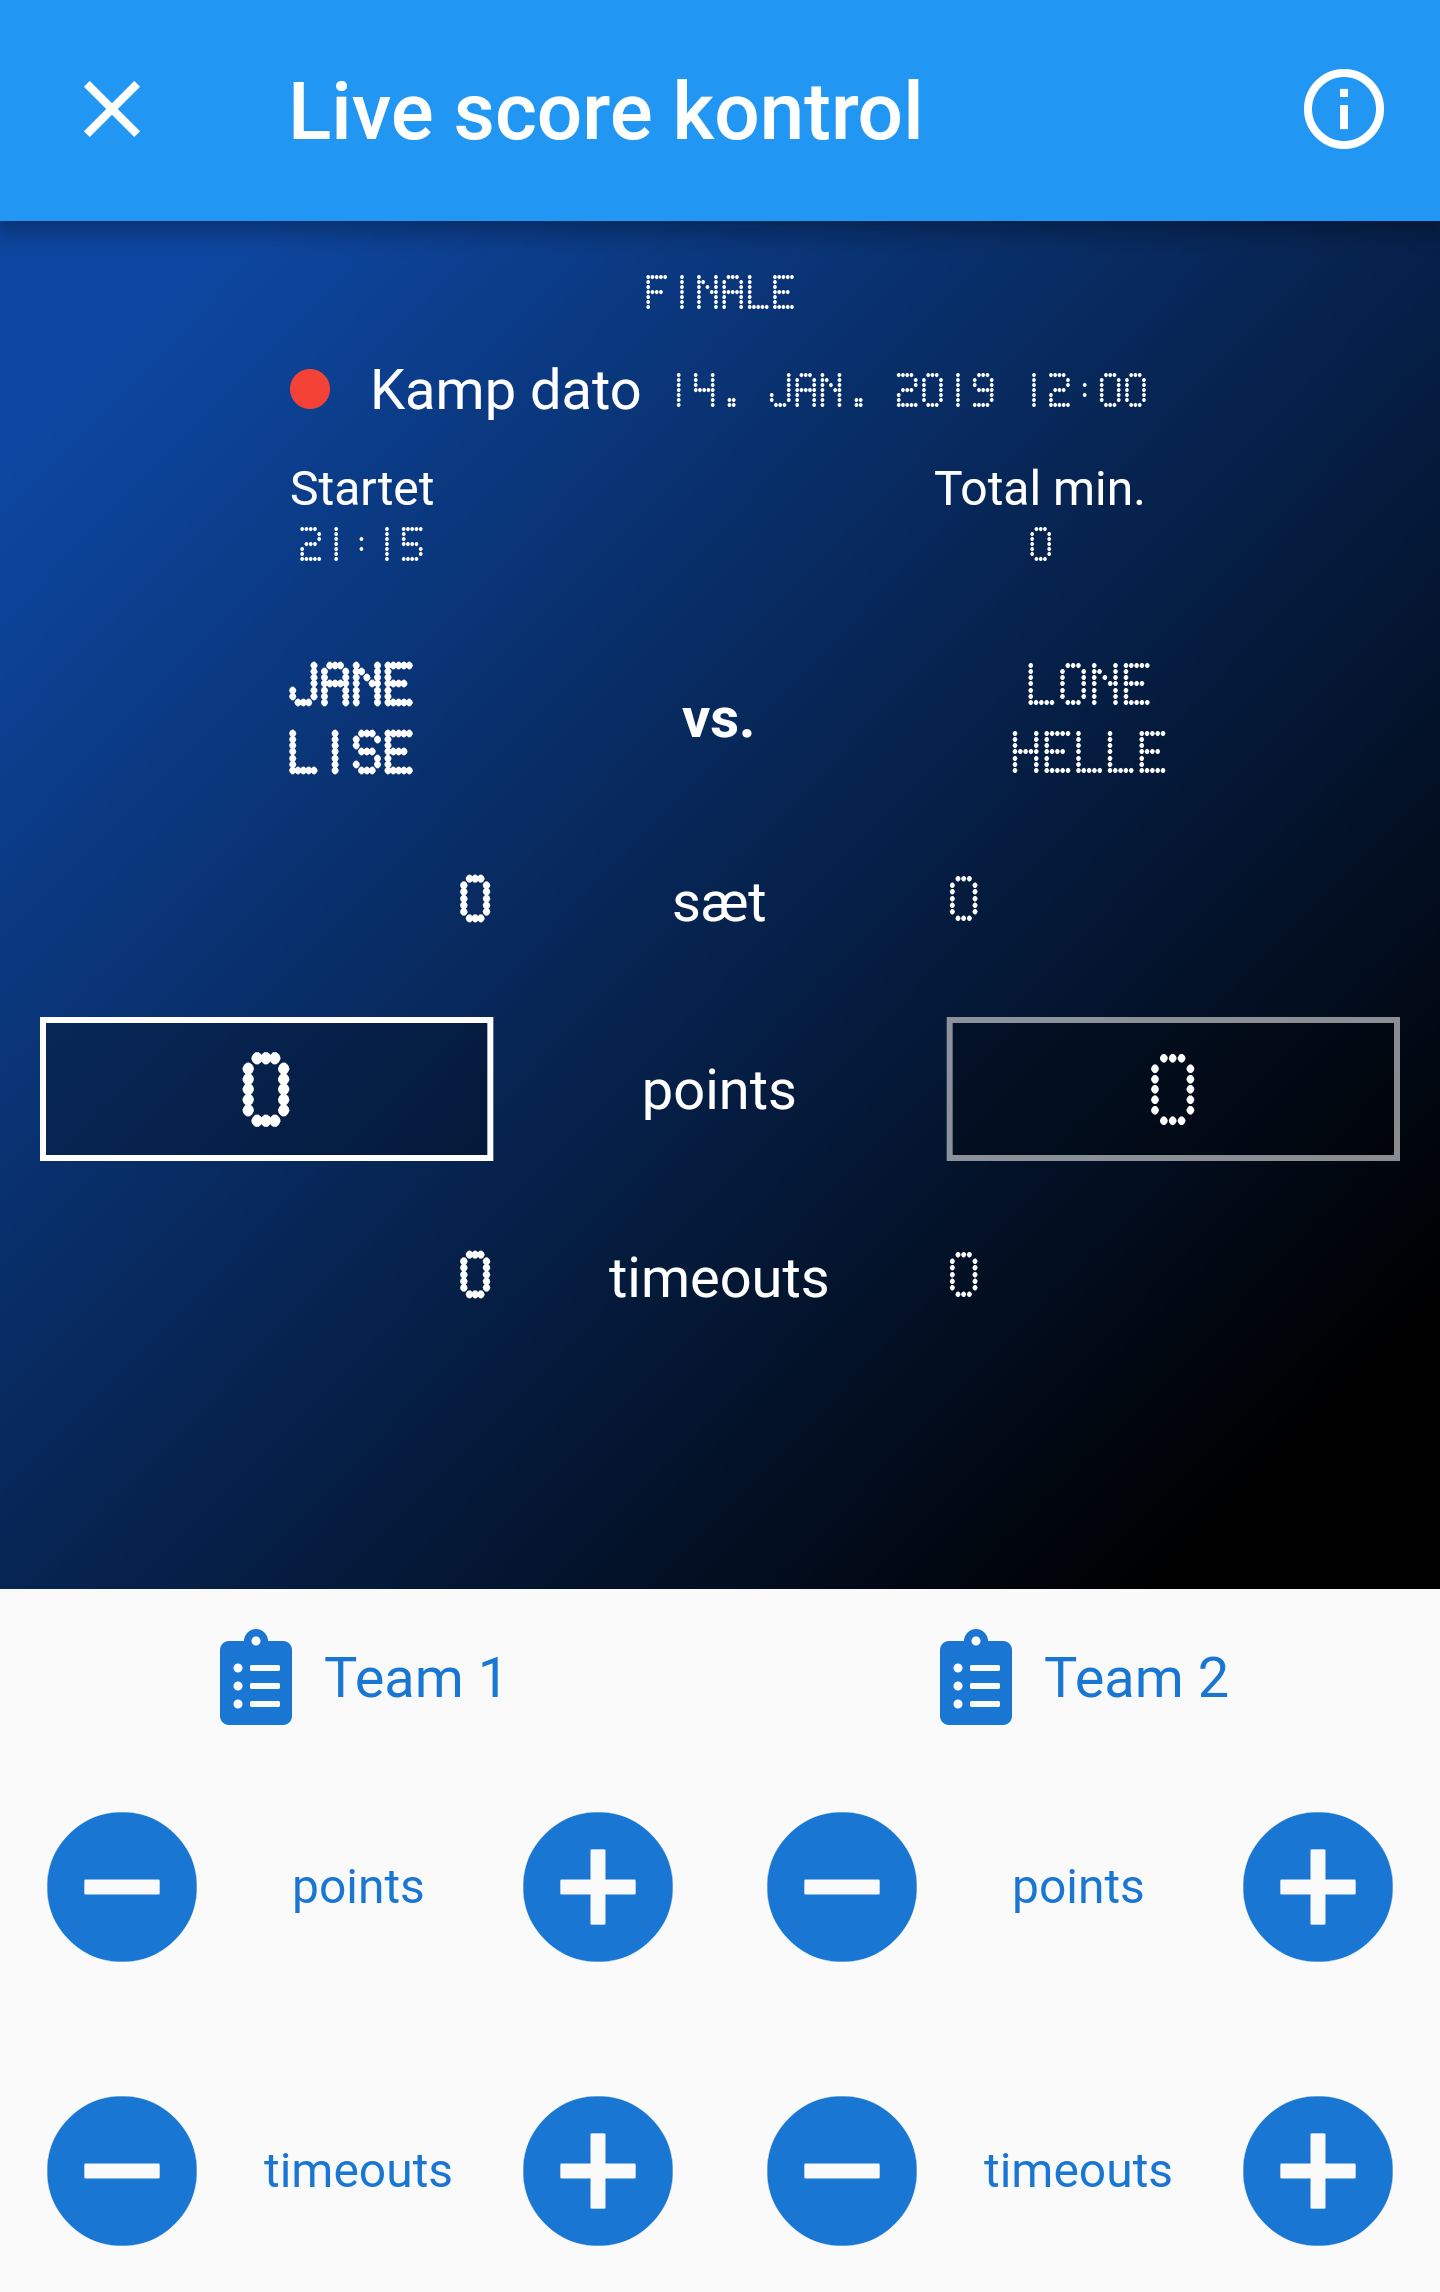 Live score kontrol
FINALE
Kamp dato 14. JAN. 2019 12:00
Startet Total min.
21:15 0
JANE LONE
vs.
LISE HELLE
0 sæt 0
0 points 0
0 timeouts 0
Team 1 Team 2
points points
timeouts timeouts